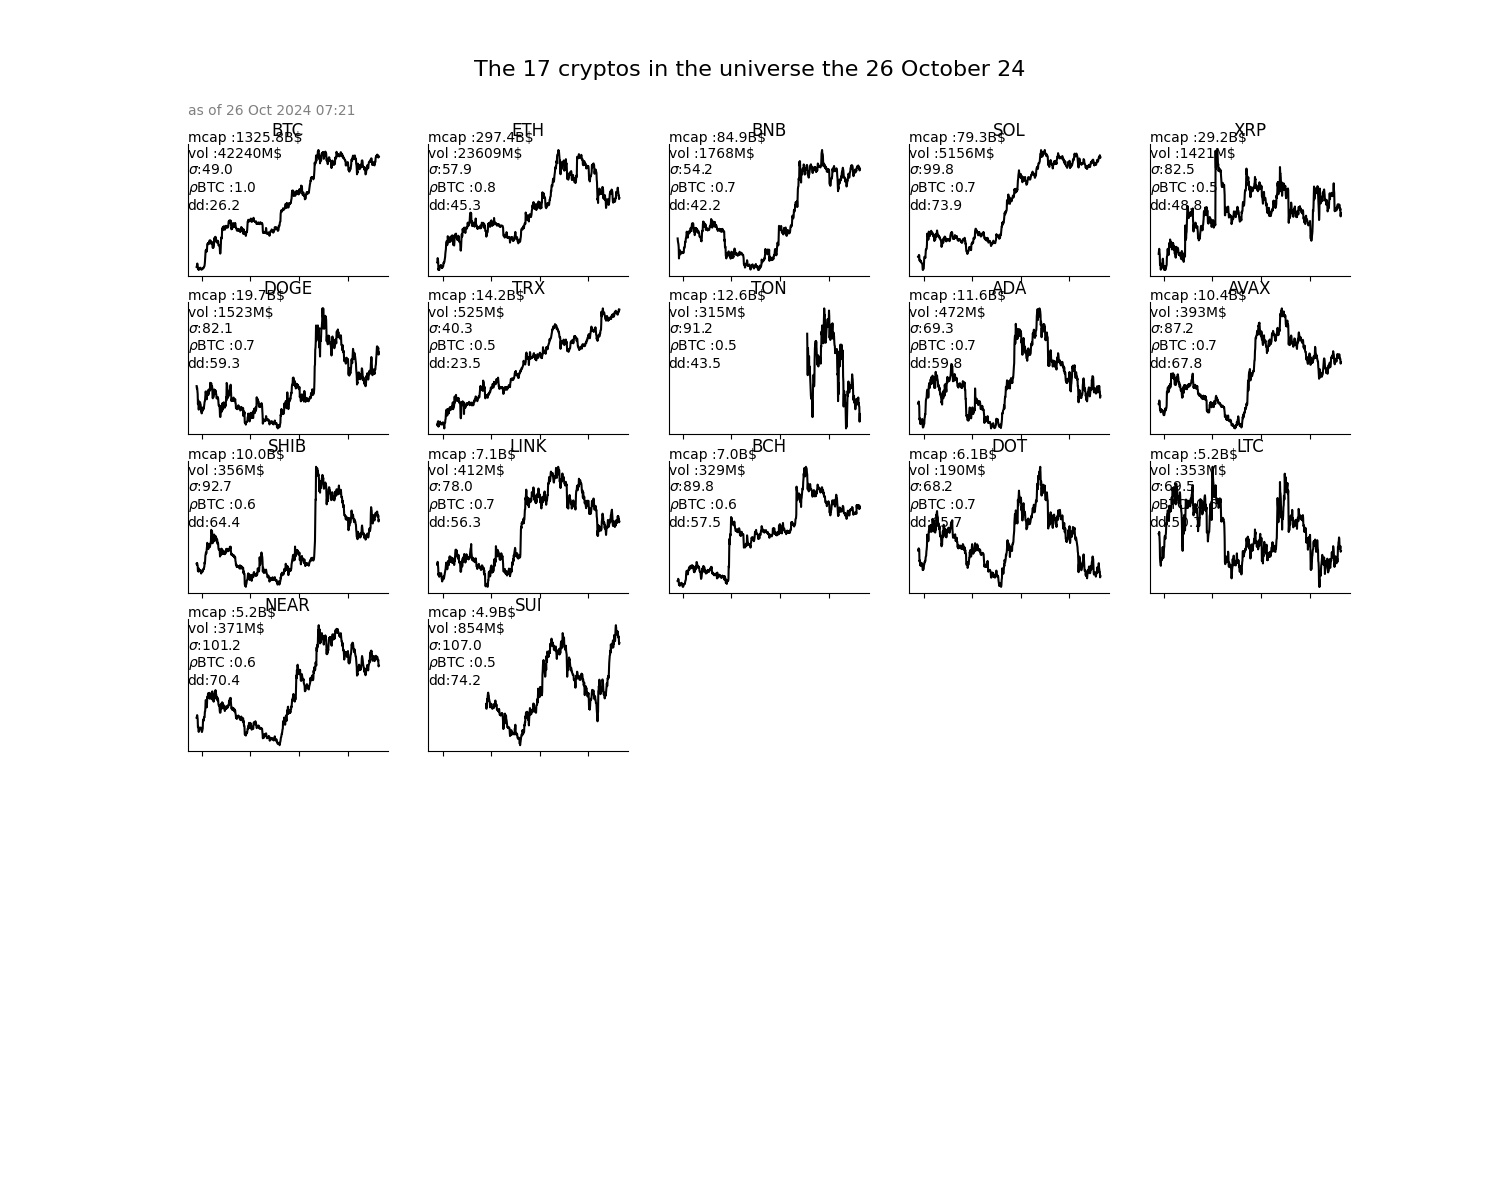 The 17 cryptos in the universe the 26 October 24
as of 26 Oct 2024 07:21
BTC
mcap :1325.8B$
vol :42240M$
σ:49.0
ρBTC :1.0
dd:26.2
ETH
mcap :297.4B$
vol :23609M$
σ:57.9
ρBTC :0.8
dd:45.3
BNB
mcap :84.9B$
vol :1768M$
σ:54.2
ρBTC :0.7
dd:42.2
SOL
mcap :79.3B$
vol :5156M$
σ:99.8
ρBTC :0.7
dd:73.9
XRP
mcap :29.2B$
vol :1421M$
σ:82.5
ρBTC :0.5
dd:48.8
DOGE
mcap :19.7B$
vol :1523M$
σ:82.1
ρBTC :0.7
dd:59.3
TRX
mcap :14.2B$
vol :525M$
σ:40.3
ρBTC :0.5
dd:23.5
TON
mcap :12.6B$
vol :315M$
σ:91.2
ρBTC :0.5
dd:43.5
ADA
mcap :11.6B$
vol :472M$
σ:69.3
ρBTC :0.7
dd:59.8
AVAX
mcap :10.4B$
vol :393M$
σ:87.2
ρBTC :0.7
dd:67.8
SHIB
mcap :10.0B$
vol :356M$
σ:92.7
ρBTC :0.6
dd:64.4
LINK
mcap :7.1B$
vol :412M$
σ:78.0
ρBTC :0.7
dd:56.3
BCH
mcap :7.0B$
vol :329M$
σ:89.8
ρBTC :0.6
dd:57.5
DOT
mcap :6.1B$
vol :190M$
σ:68.2
ρBTC :0.7
LTC
mcap :5.2B$
vol :353M$
σ:69.5
NEAR
mcap :5.2B$
vol :371M$
σ:101.2
ρBTC :0.6
dd:70.4
SUI
mcap :4.9B$
vol :854M$
σ:107.0
ρBTC :0.5
dd:74.2